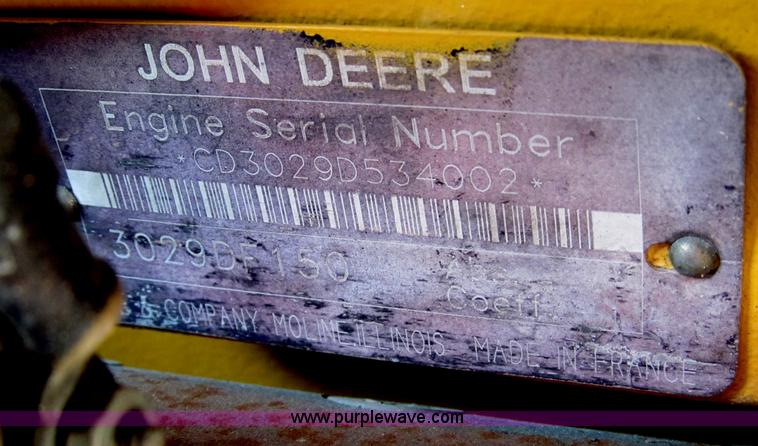 JOHN DEERE
Engine Serial Number
*CD3029D534002*
3029DF150
Coeff.
& COMPANY MOLINE, ILLINOIS MADE IN FRANCE
www.purplewave.com